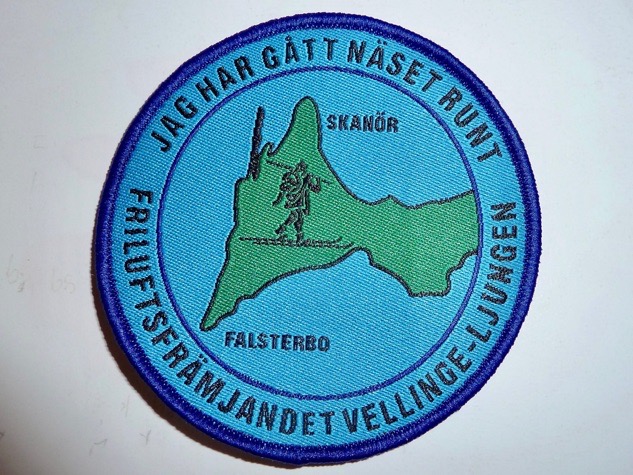 JAG HAR GÅTT NÄSET RUNT
SKANÖR
FALSTERBO
FRILUFTSFRÄMJANDET VELLINGE-LJUNGEN